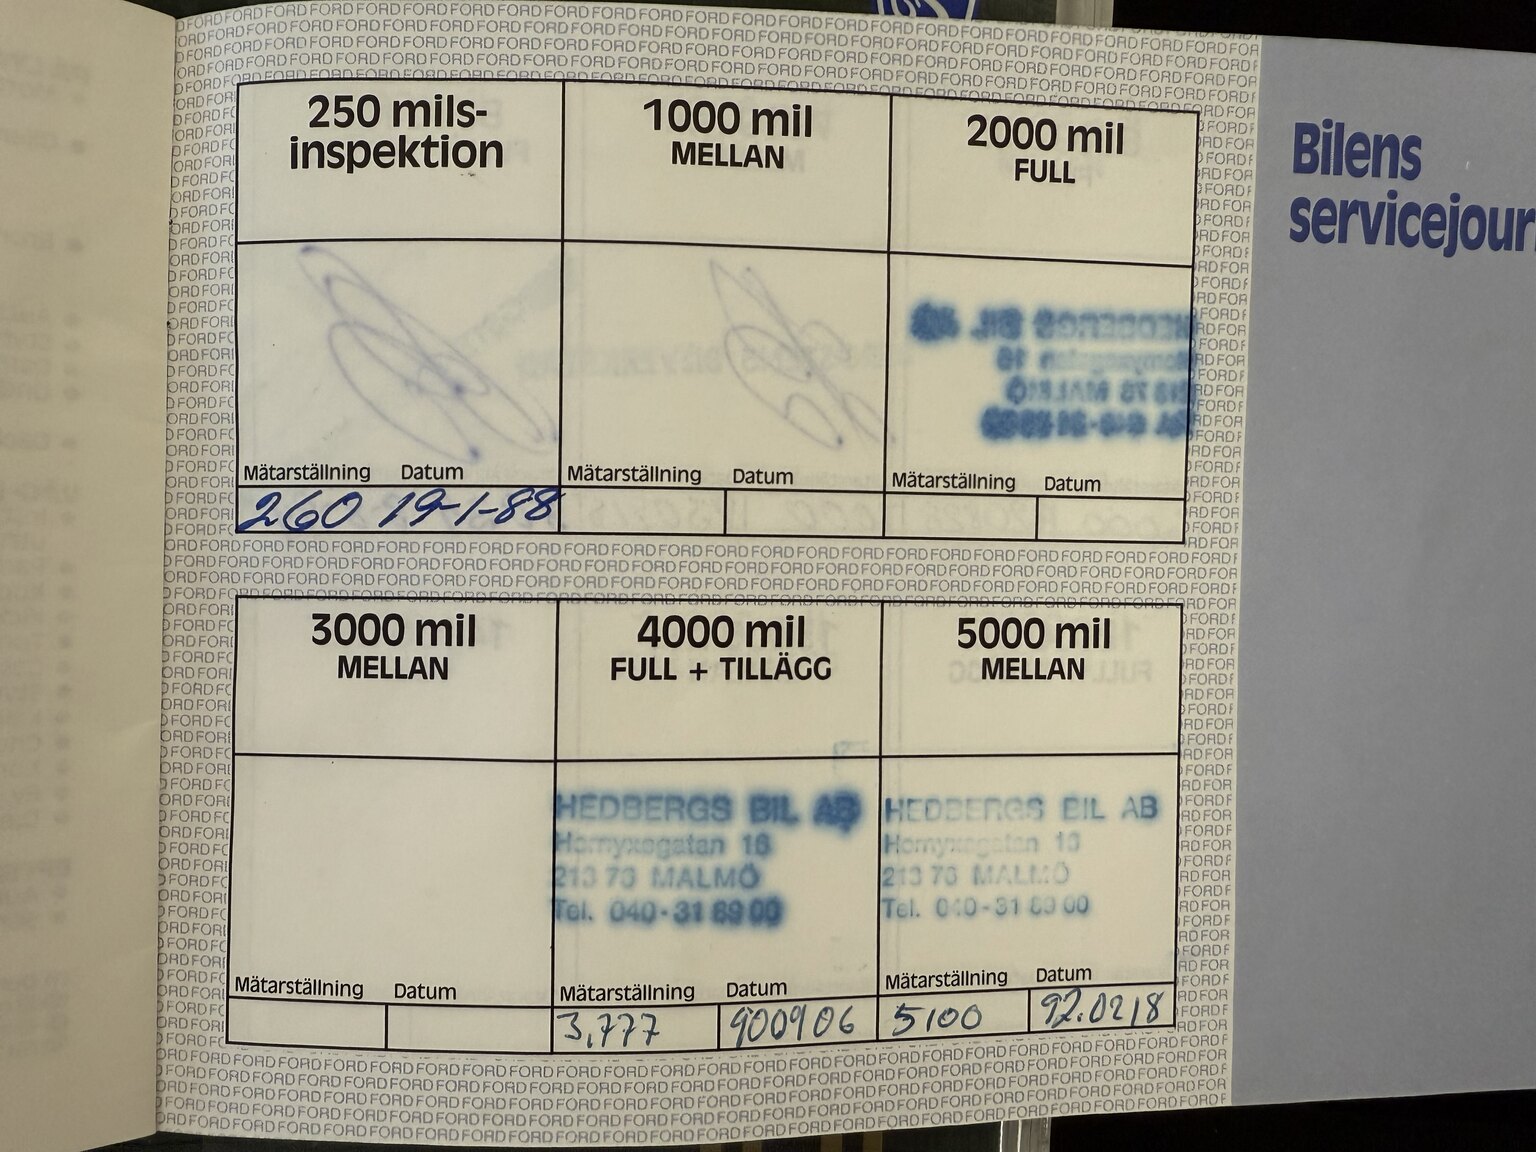 250 mils-
inspektion
Mätarställning Datum
260 19-1-88
1000 mil
MELLAN
Mätarställning Datum
2000 mil
FULL
Mätarställning Datum
3000 mil
MELLAN
Mätarställning Datum
4000 mil
FULL + TILLÄGG
HEDBERGS BIL AB
Hornyxegatan 16
213 76 MALMÖ
Tel. 040-31 89 00
Mätarställning Datum
3,777 900906
5000 mil
MELLAN
HEDBERGS BIL AB
Hornyxegatan 16
213 76 MALMÖ
Tel. 040-31 89 00
Mätarställning Datum
5100 92.0218
Bilens
servicejour